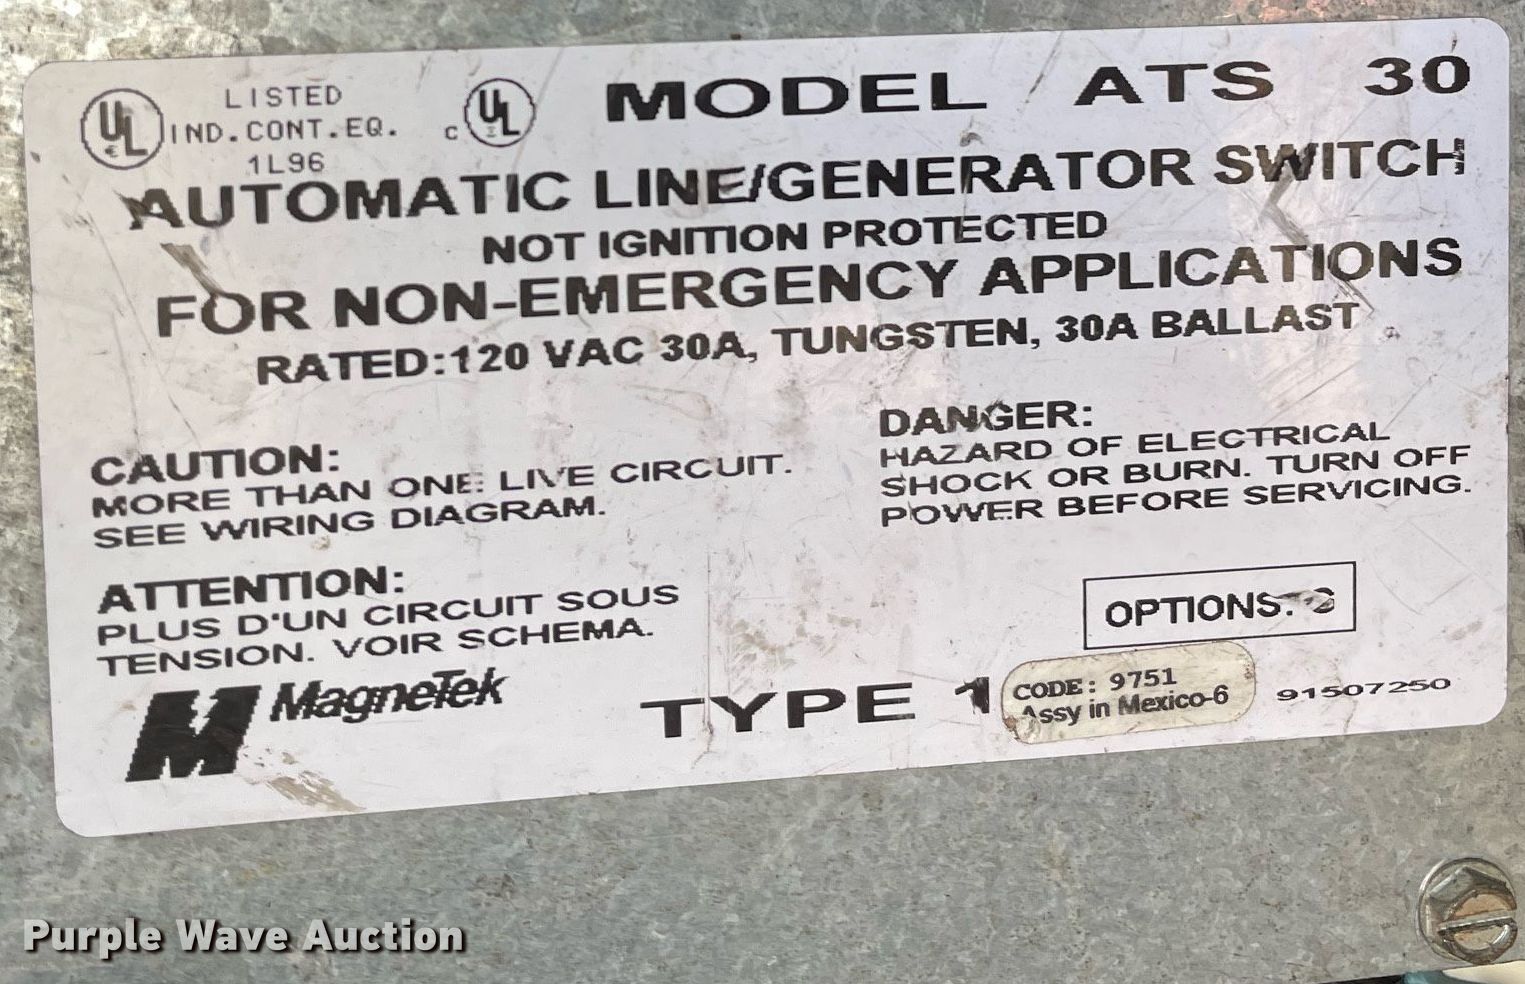 UL LISTED
IND.CONT.EQ.
1L96
c UL
MODEL ATS 30
AUTOMATIC LINE/GENERATOR SWITCH
NOT IGNITION PROTECTED
FOR NON-EMERGENCY APPLICATIONS
RATED:120 VAC 30A, TUNGSTEN, 30A BALLAST
CAUTION:
MORE THAN ONE LIVE CIRCUIT.
SEE WIRING DIAGRAM.
DANGER:
HAZARD OF ELECTRICAL
SHOCK OR BURN. TURN OFF
POWER BEFORE SERVICING.
ATTENTION:
PLUS D'UN CIRCUIT SOUS
TENSION. VOIR SCHEMA.
OPTIONS:
MagneTek
TYPE 1
CODE: 9751
Assy in Mexico-6
91507250
Purple Wave Auction